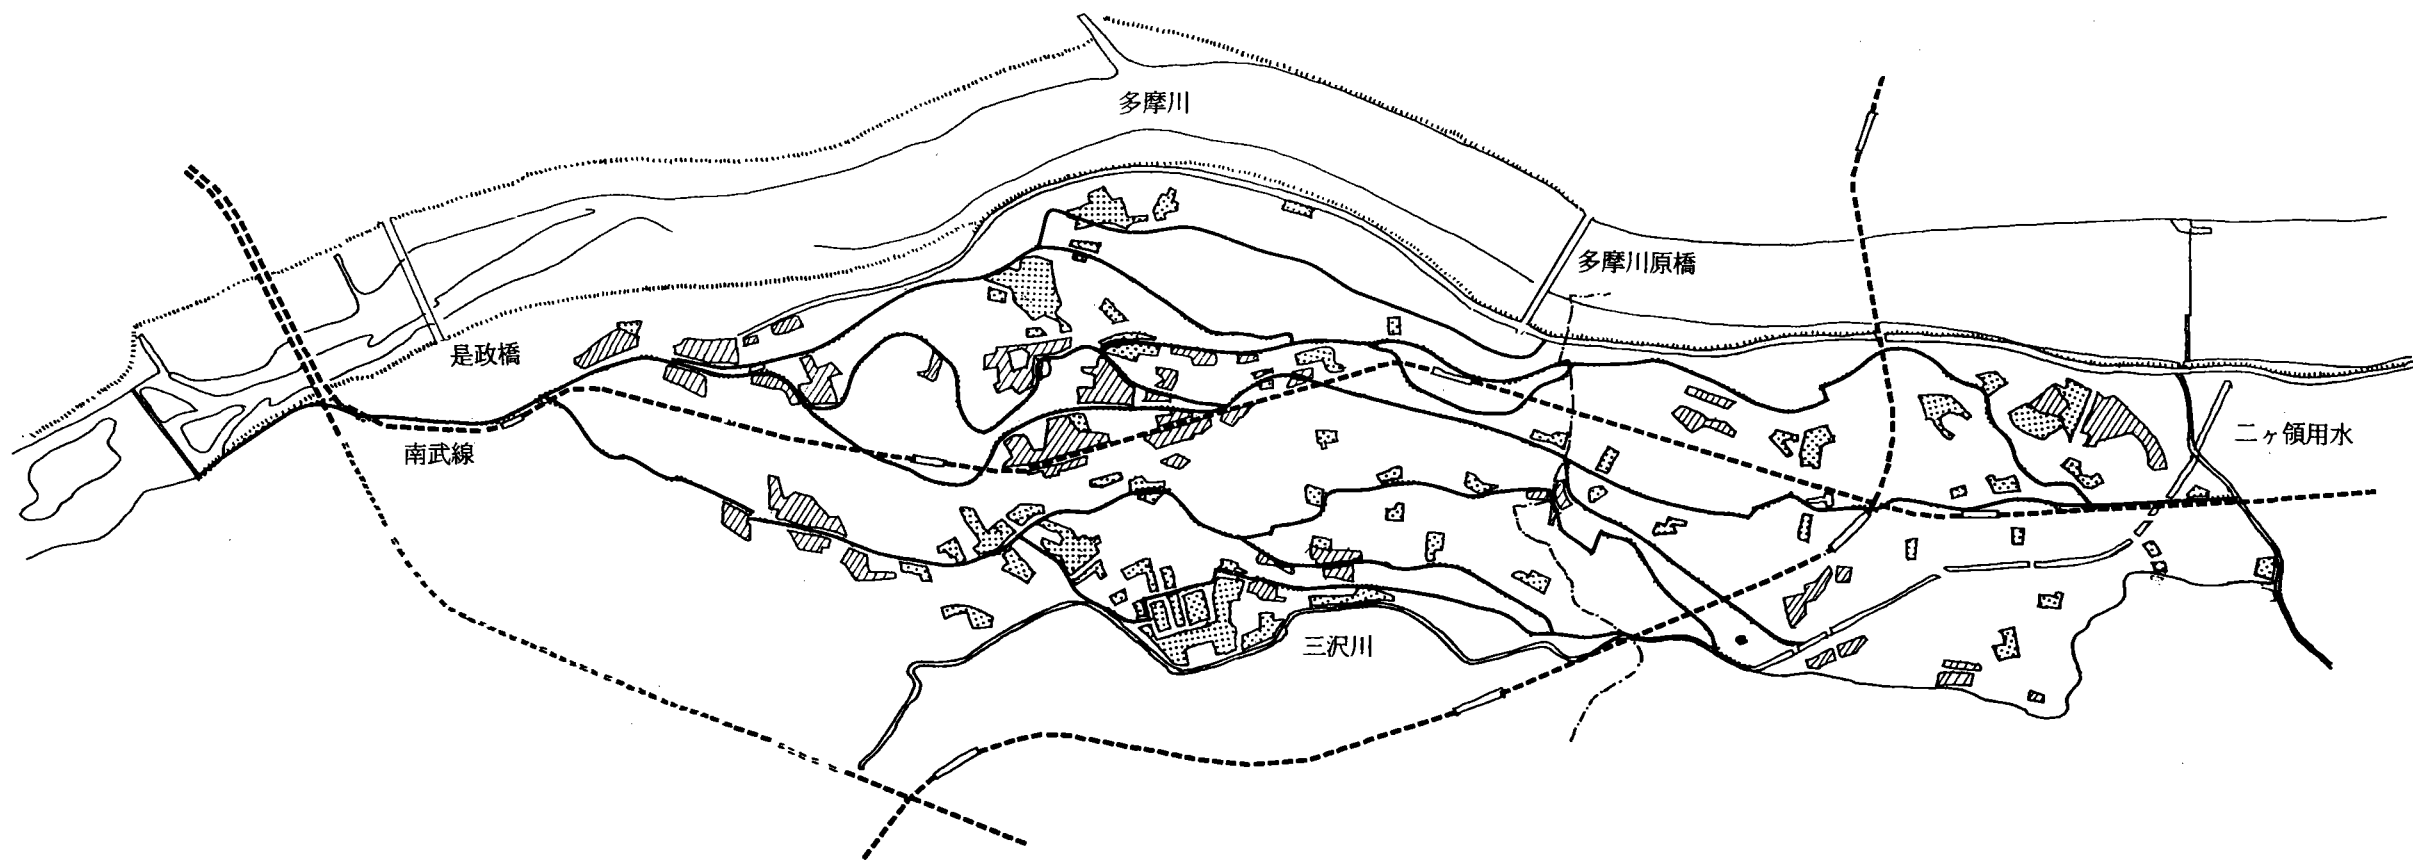 多摩川
多摩川原橋
是政橋
南武線
二ヶ領用水
三沢川